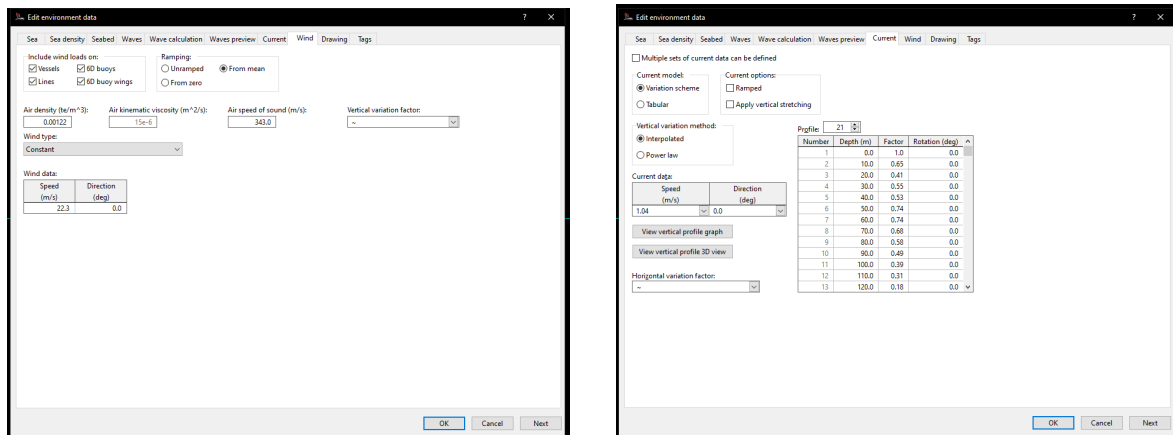 Edit environment data
Sea Sea density Seabed Waves Wave calculation Waves preview Current Wind Drawing Tags
Include wind loads on: Ramping:
Vessels 6D buoys Unramped From mean
Lines 6D buoy wings From zero
Air density (te/m^3): Air kinematic viscosity (m^2/s): Air speed of sound (m/s): Vertical variation factor:
0.00122 15e-6 343.0 ~
Wind type:
Constant
Wind data:
Speed Direction
(m/s) (deg)
22.3 0.0
OK Cancel Next
Edit environment data
Sea Sea density Seabed Waves Wave calculation Waves preview Current Wind Drawing Tags
Multiple sets of current data can be defined
Current model: Current options:
Variation scheme Ramped
Tabular Apply vertical stretching
Vertical variation method:
Interpolated
Power law
Current data:
Speed Direction
(m/s) (deg)
1.04 0.0
View vertical profile graph
View vertical profile 3D view
Horizontal variation factor:
~
Profile: 21
Number Depth (m) Factor Rotation (deg)
1 0.0 1.0 0.0
2 10.0 0.65 0.0
3 20.0 0.41 0.0
4 30.0 0.55 0.0
5 40.0 0.53 0.0
6 50.0 0.74 0.0
7 60.0 0.74 0.0
8 70.0 0.68 0.0
9 80.0 0.58 0.0
10 90.0 0.49 0.0
11 100.0 0.39 0.0
12 110.0 0.31 0.0
13 120.0 0.18 0.0
OK Cancel Next